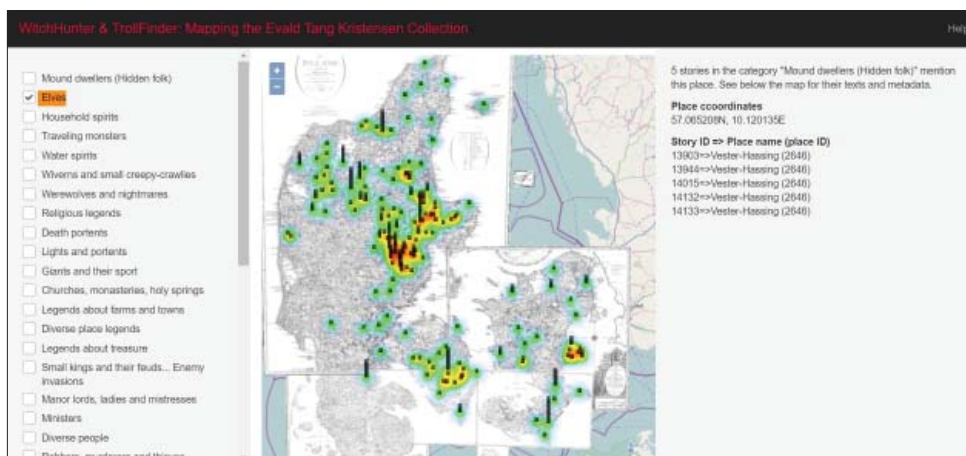 WitchHunter & TrollFinder: Mapping the Evald Tang Kristensen Collection
Help
Mound dwellers (Hidden folk)
Elves
Household spirits
Traveling monsters
Water spirits
Wiverns and small creepy-crawlies
Werewolves and nightmares
Religious legends
Death portents
Lights and portents
Giants and their sport
Churches, monasteries, holy springs
Legends about farms and towns
Diverse place legends
Legends about treasure
Small kings and their feuds... Enemy
invasions
Manor lords, ladies and mistresses
Ministers
Diverse people
Robbers, murderers and thieves
+
−
5 stories in the category "Mound dwellers (Hidden folk)" mention
this place. See below the map for their texts and metadata.
Place ccoordinates
57.065208N, 10.120135E
Story ID => Place name (place ID)
13903=>Vester-Hassing (2646)
13944=>Vester-Hassing (2646)
14015=>Vester-Hassing (2646)
14132=>Vester-Hassing (2646)
14133=>Vester-Hassing (2646)